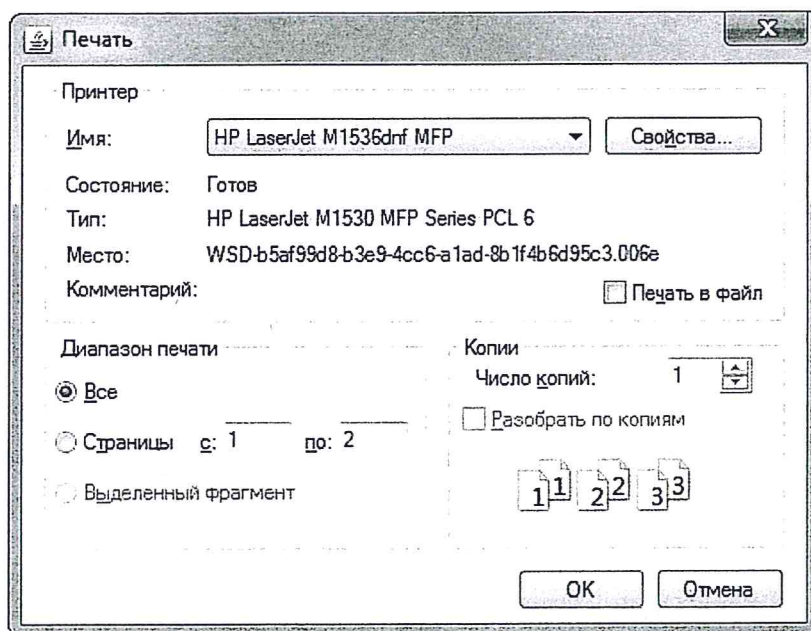 Печать
Принтер
Имя: HP LaserJet M1536dnf MFP Свойства...
Состояние: Готов
Тип: HP LaserJet M1530 MFP Series PCL 6
Место: WSD-b5af99d8-b3e9-4cc6-a1ad-8b1f4b6d95c3.006e
Комментарий: Печать в файл
Диапазон печати
Все
Страницы с: 1 по: 2
Выделенный фрагмент
Копии
Число копий: 1
Разобрать по копиям
1 1 2 2 3 3
OK Отмена